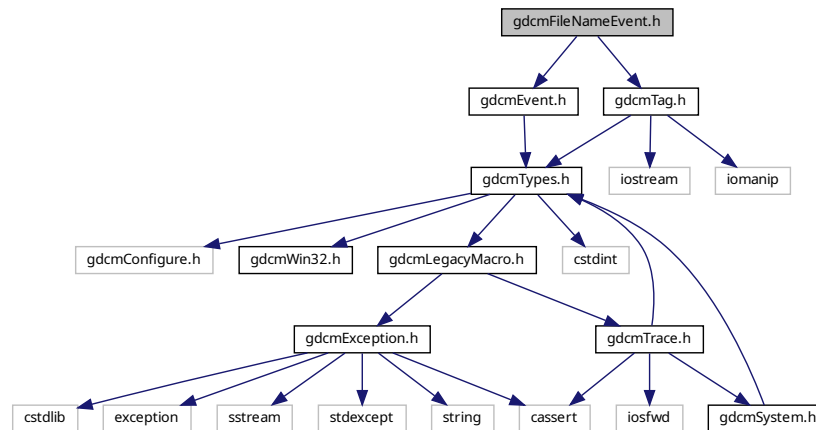 gdcmFileNameEvent.h
gdcmEvent.h
gdcmTag.h
gdcmTypes.h
iostream
iomanip
gdcmConfigure.h
gdcmWin32.h
gdcmLegacyMacro.h
cstdint
gdcmException.h
gdcmTrace.h
cstdlib
exception
sstream
stdexcept
string
cassert
iosfwd
gdcmSystem.h